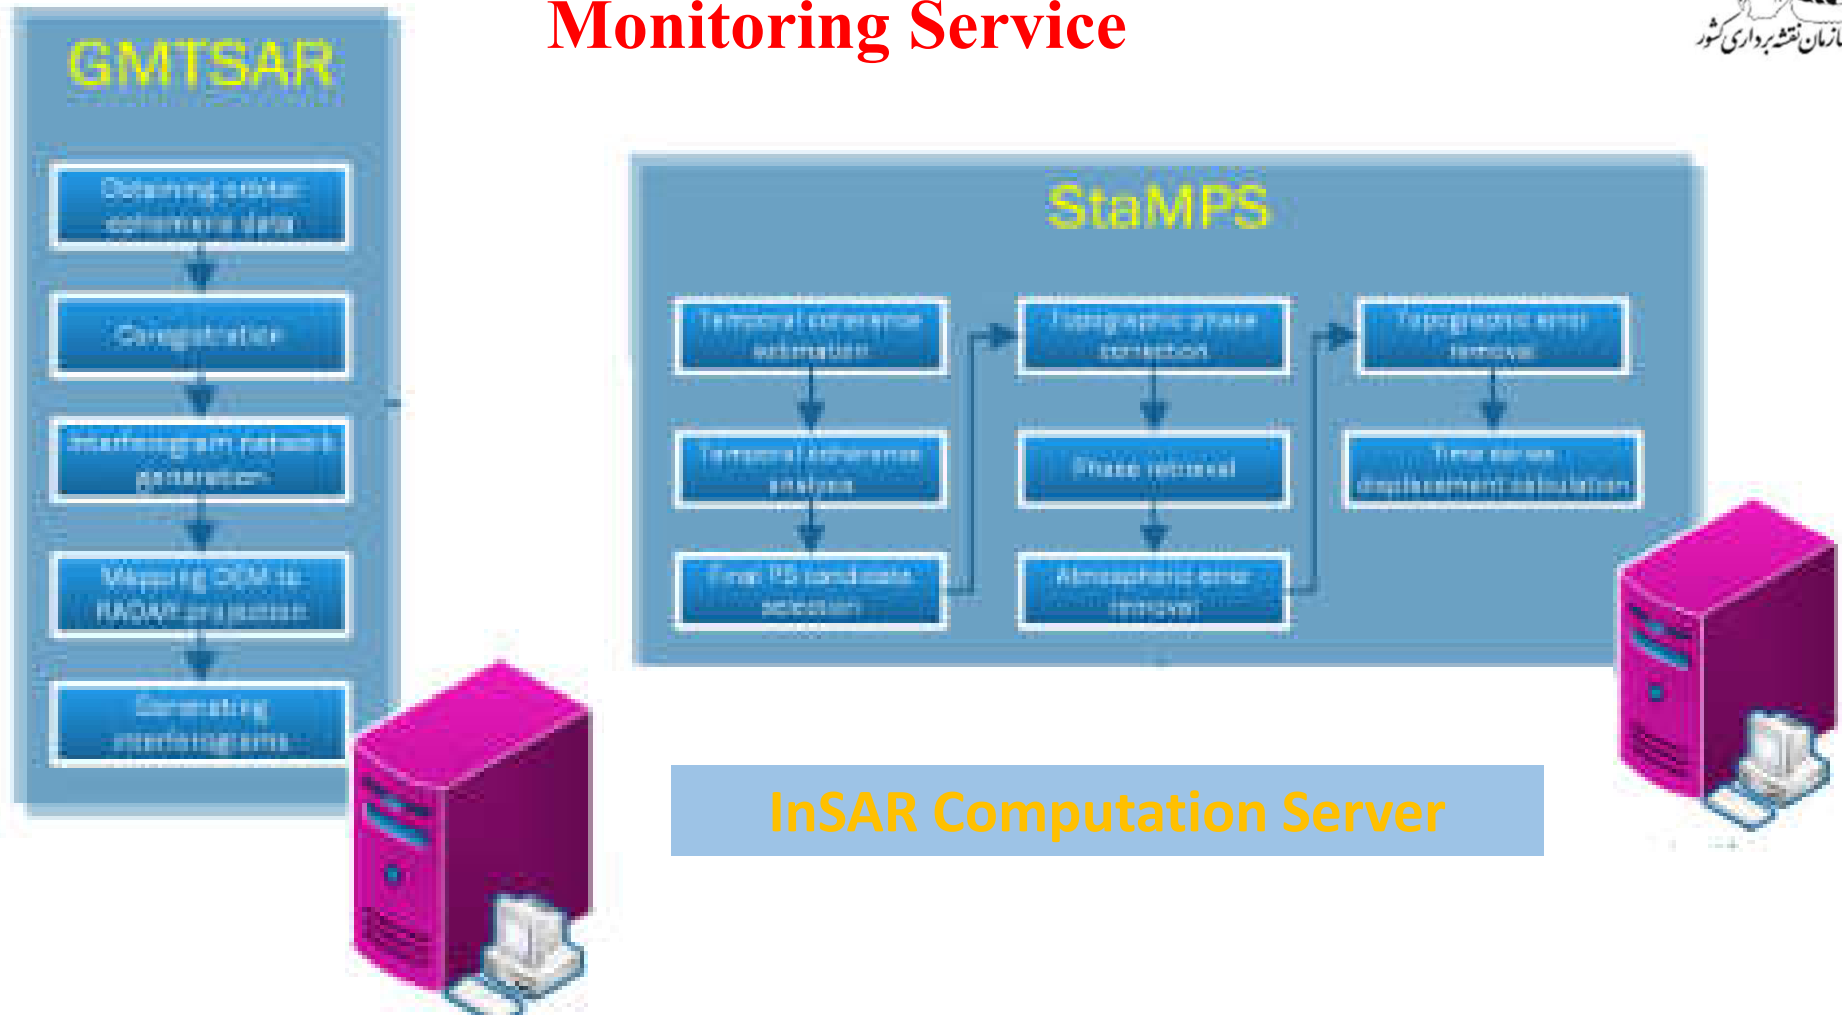 Monitoring Service
نقشه برداری کشور
GMTSAR
Obtaining orbital
data
Coregistration
Interferogram network
generation
Mapping DEM to
RADAR projection
Generating
interferograms
StaMPS
Temporal coherence
estimation
Temporal coherence
analysis
Final PS candidate
selection
Topographic phase
correction
Phase retrieval
Atmospheric error
removal
Topographic error
removal
Time series
displacement calculation
InSAR Computation Server